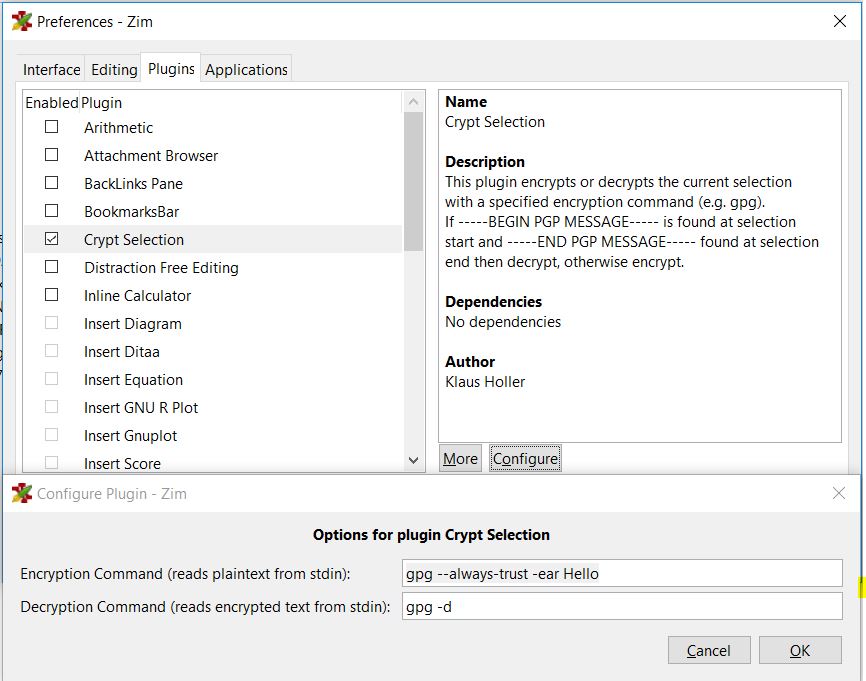 Preferences - Zim
Interface Editing Plugins Applications
Enabled Plugin
Arithmetic
Attachment Browser
BackLinks Pane
BookmarksBar
Crypt Selection
Distraction Free Editing
Inline Calculator
Insert Diagram
Insert Ditaa
Insert Equation
Insert GNU R Plot
Insert Gnuplot
Insert Score
Name
Crypt Selection
Description
This plugin encrypts or decrypts the current selection
with a specified encryption command (e.g. gpg).
If -----BEGIN PGP MESSAGE----- is found at selection
start and -----END PGP MESSAGE----- found at selection
end then decrypt, otherwise encrypt.
Dependencies
No dependencies
Author
Klaus Holler
More Configure
Configure Plugin - Zim
Options for plugin Crypt Selection
Encryption Command (reads plaintext from stdin): gpg --always-trust -ear Hello
Decryption Command (reads encrypted text from stdin): gpg -d
Cancel OK